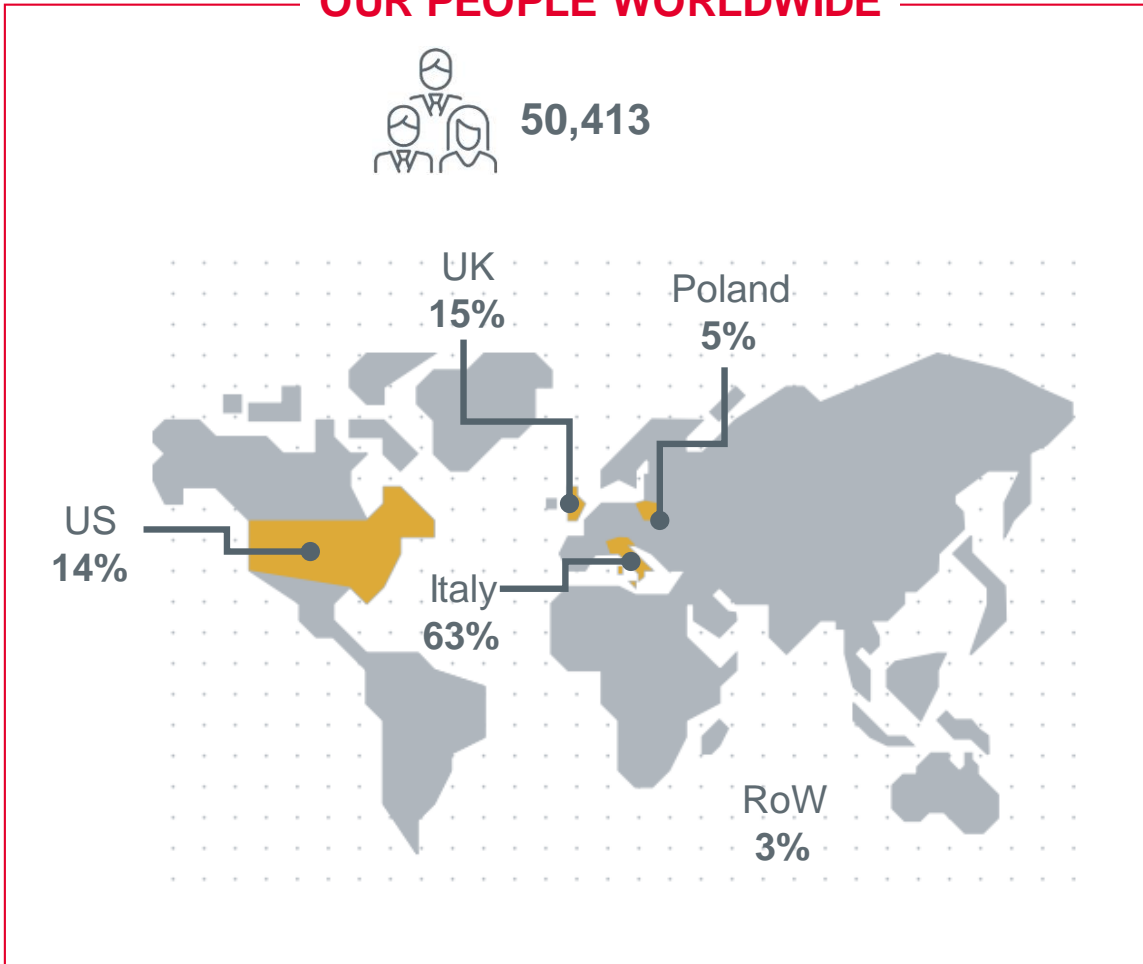 OUR PEOPLE WORLDWIDE
50,413
UK
15%
Poland
5%
US
14%
Italy
63%
RoW
3%